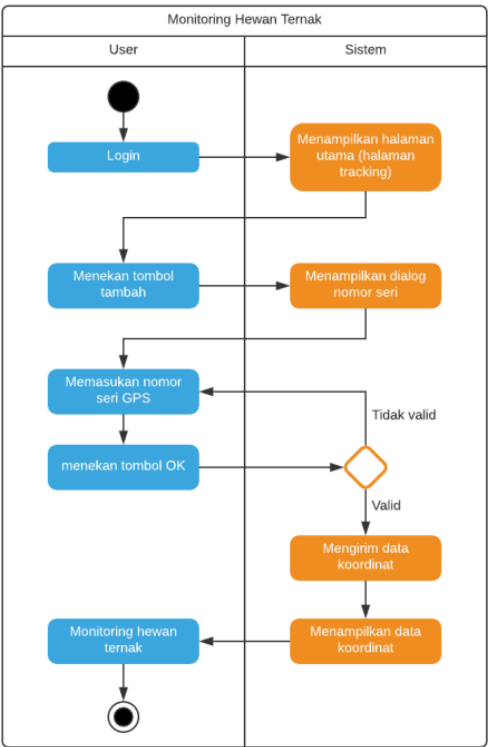 Monitoring Hewan Ternak
User
Sistem
Login
Menampilkan halaman
utama (halaman
tracking)
Menekan tombol
tambah
Menampilkan dialog
nomor seri
Memasukan nomor
seri GPS
Tidak valid
menekan tombol OK
Valid
Mengirim data
koordinat
Monitoring hewan
ternak
Menampilkan data
koordinat